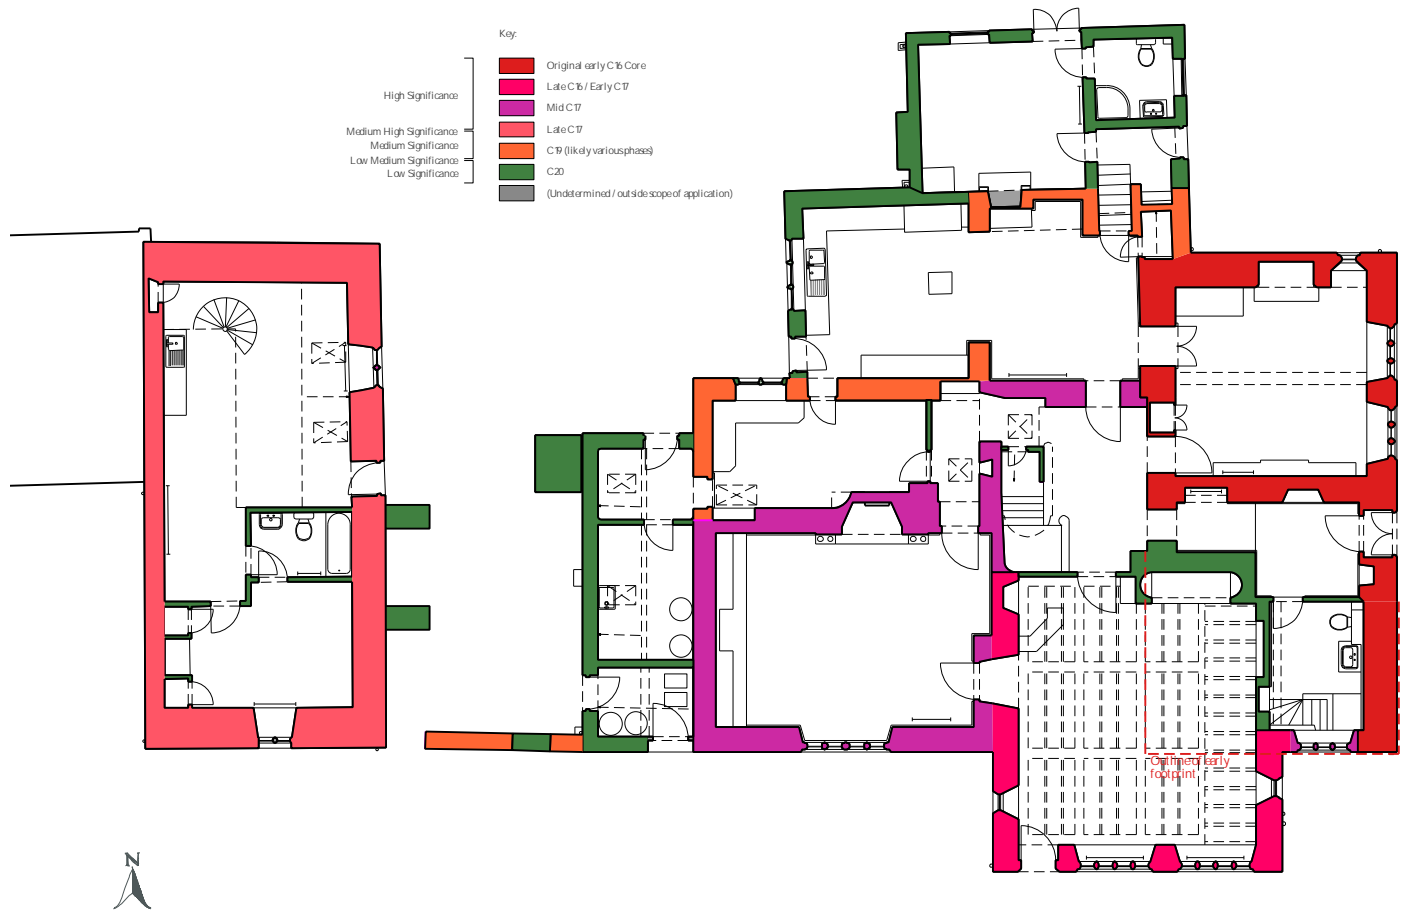 Key:
Original early C16 Core
Late C16 / Early C17
High Significance
Mid C17
Medium High Significance
Late C17
Medium Significance
C19 (likely various phases)
Low Medium Significance
Low Significance
C20
(Undetermined / outside scope of application)
Outline of early
footprint
N